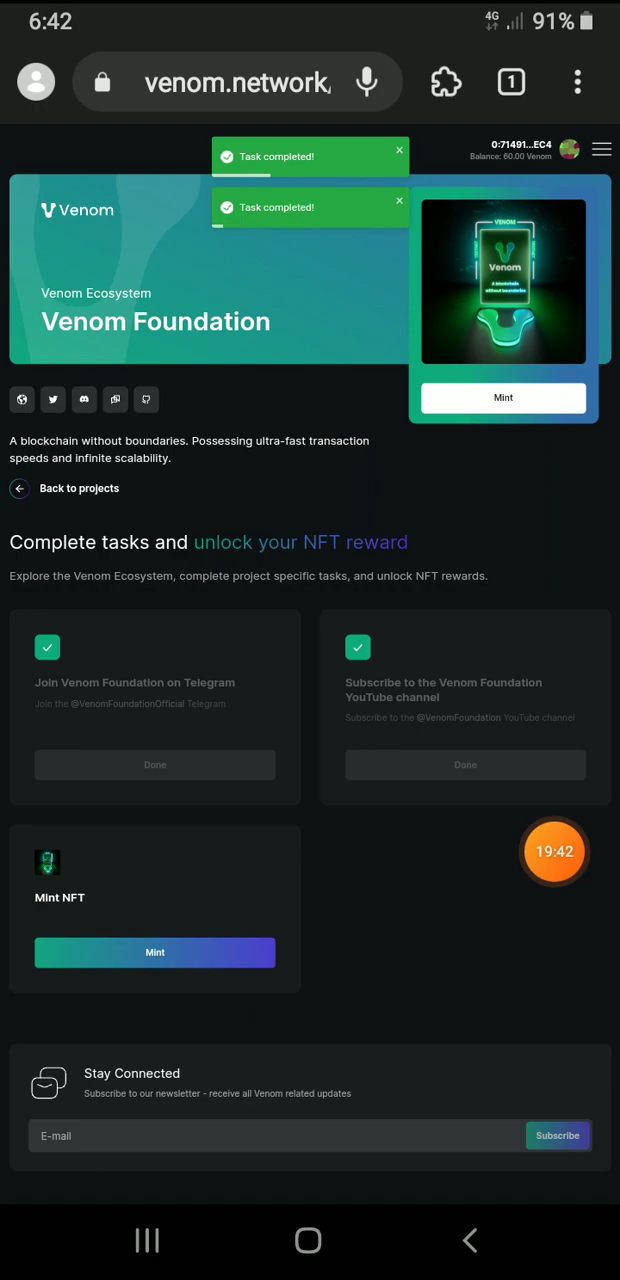 6:42
4G
91%
venom.network/
1
Task completed!
0:71491...EC4
Balance: 60.00 Venom
Task completed!
Venom
VENOM
Venom
A blockchain
without boundaries
Venom Ecosystem
Venom Foundation
Mint
A blockchain without boundaries. Possessing ultra-fast transaction
speeds and infinite scalability.
Back to projects
Complete tasks and unlock your NFT reward
Explore the Venom Ecosystem, complete project specific tasks, and unlock NFT rewards.
Join Venom Foundation on Telegram
Join the @VenomFoundationOfficial Telegram
Done
Subscribe to the Venom Foundation
YouTube channel
Subscribe to the @VenomFoundation YouTube channel
Done
19:42
Mint NFT
Mint
Stay Connected
Subscribe to our newsletter - receive all Venom related updates
E-mail
Subscribe